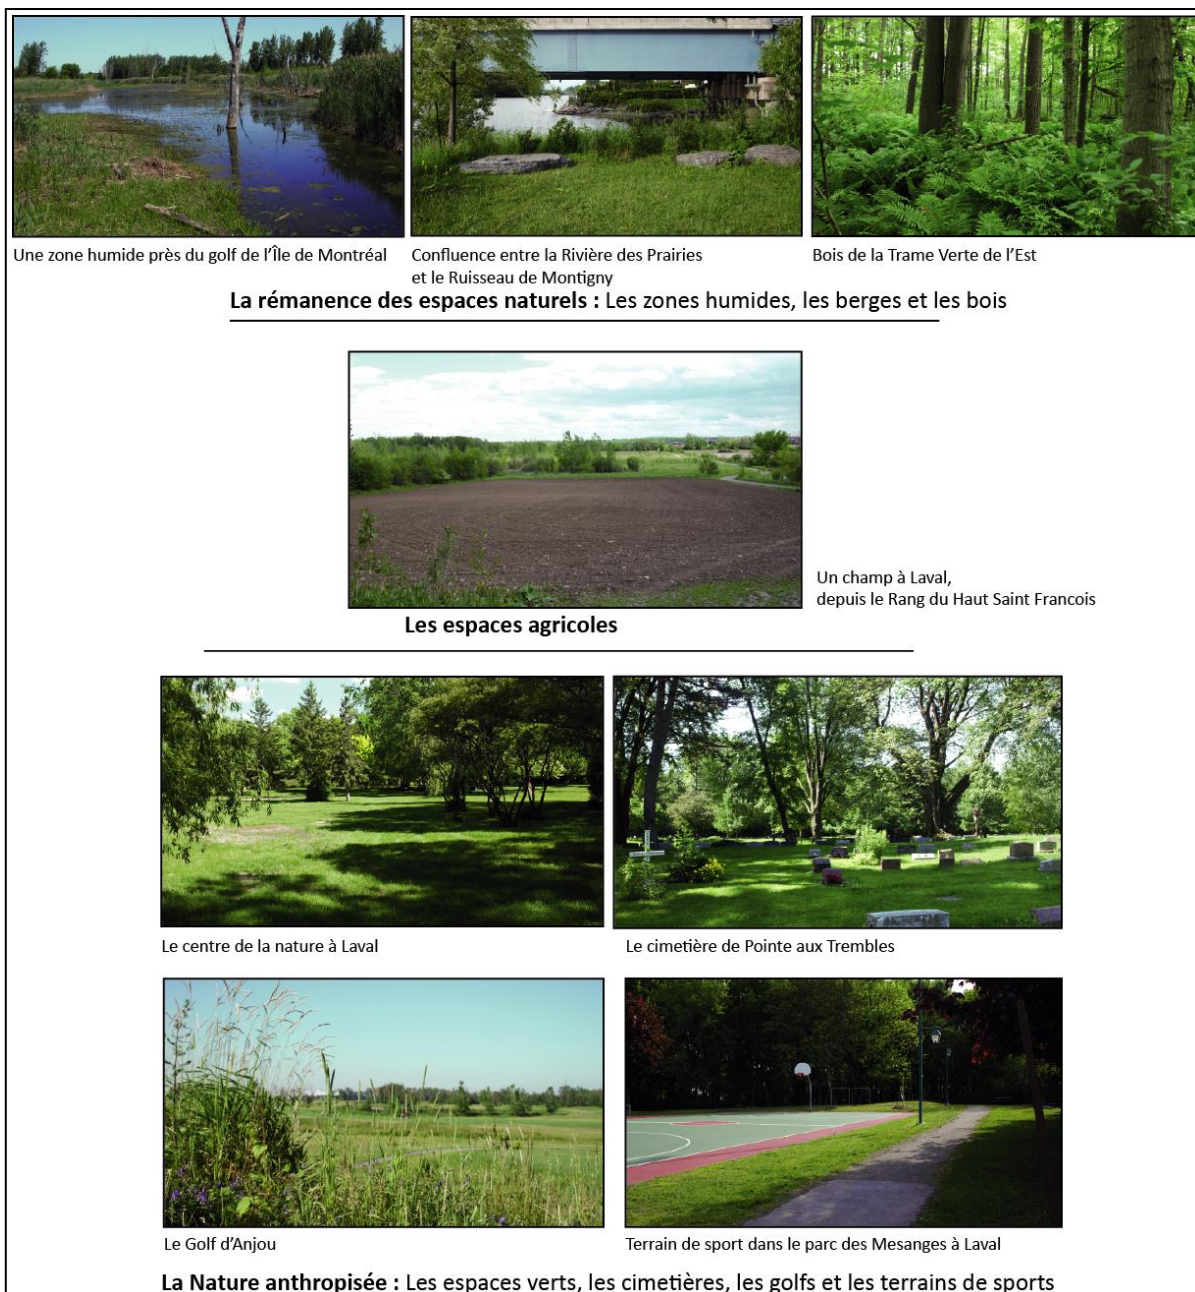 Une zone humide près du golf de l'Île de Montréal
Confluence entre la Rivière des Prairies
et le Ruisseau de Montigny
Bois de la Trame Verte de l'Est
La rémanence des espaces naturels : Les zones humides, les berges et les bois
Un champ à Laval,
depuis le Rang du Haut Saint Francois
Les espaces agricoles
Le centre de la nature à Laval
Le cimetière de Pointe aux Trembles
Le Golf d'Anjou
Terrain de sport dans le parc des Mesanges à Laval
La Nature anthropisée : Les espaces verts, les cimetières, les golfs et les terrains de sports